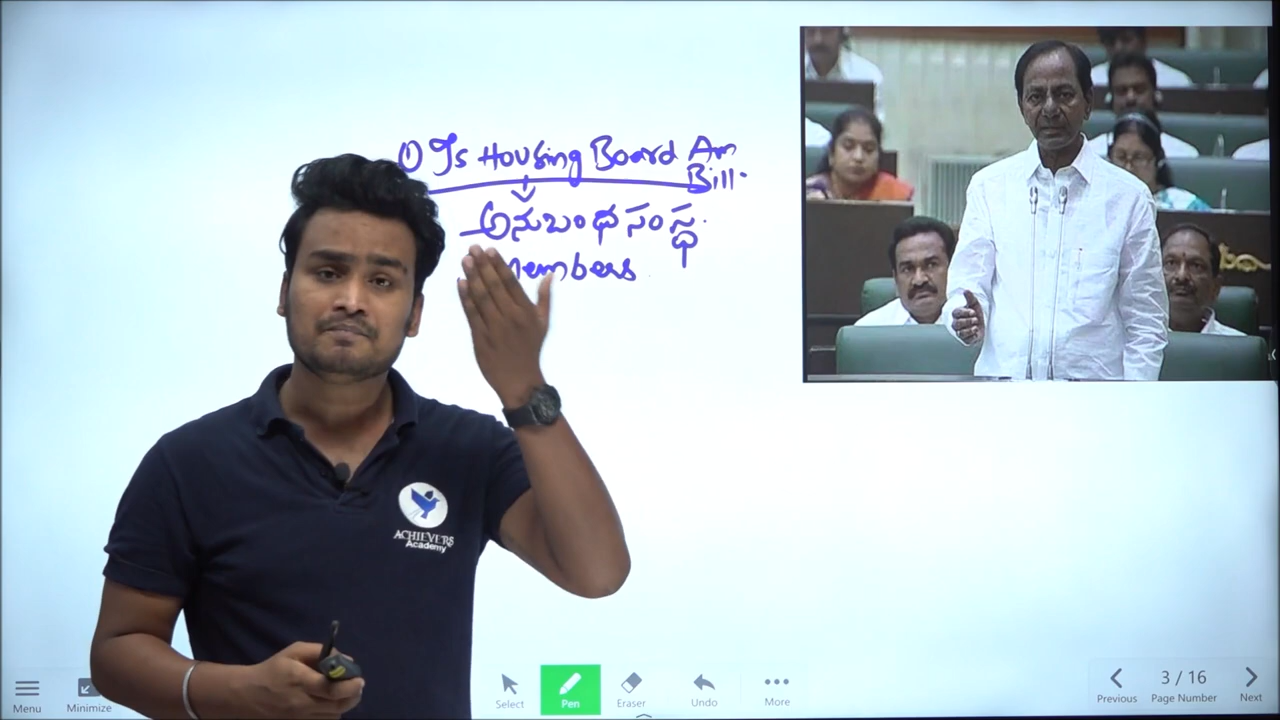 ① Ts Housing Board Am
Bill.
అనుబంధ సంస్థ.
Members
ACHIEVERS
Academy
Menu
Minimize
Select
Pen
Eraser
Undo
More
Previous
3 / 16
Page Number
Next